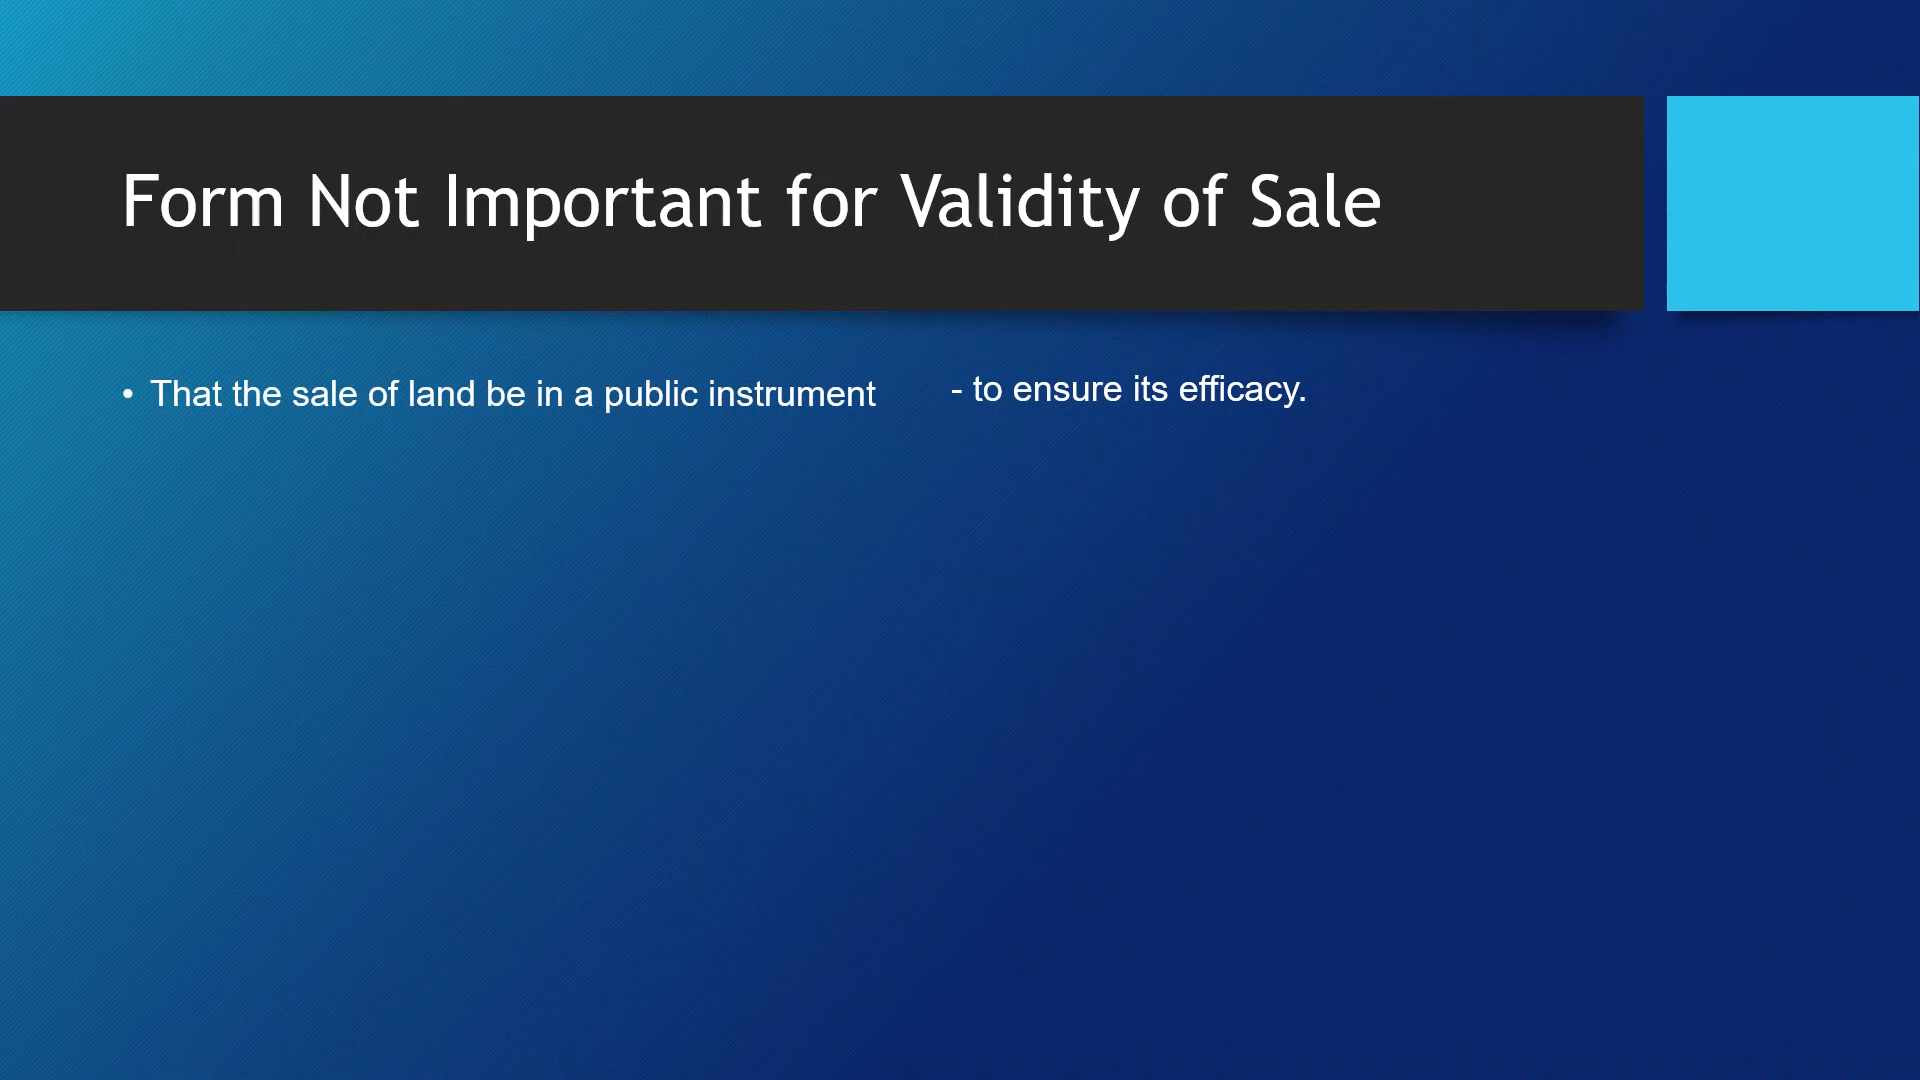 Form Not Important for Validity of Sale
• That the sale of land be in a public instrument - to ensure its efficacy.